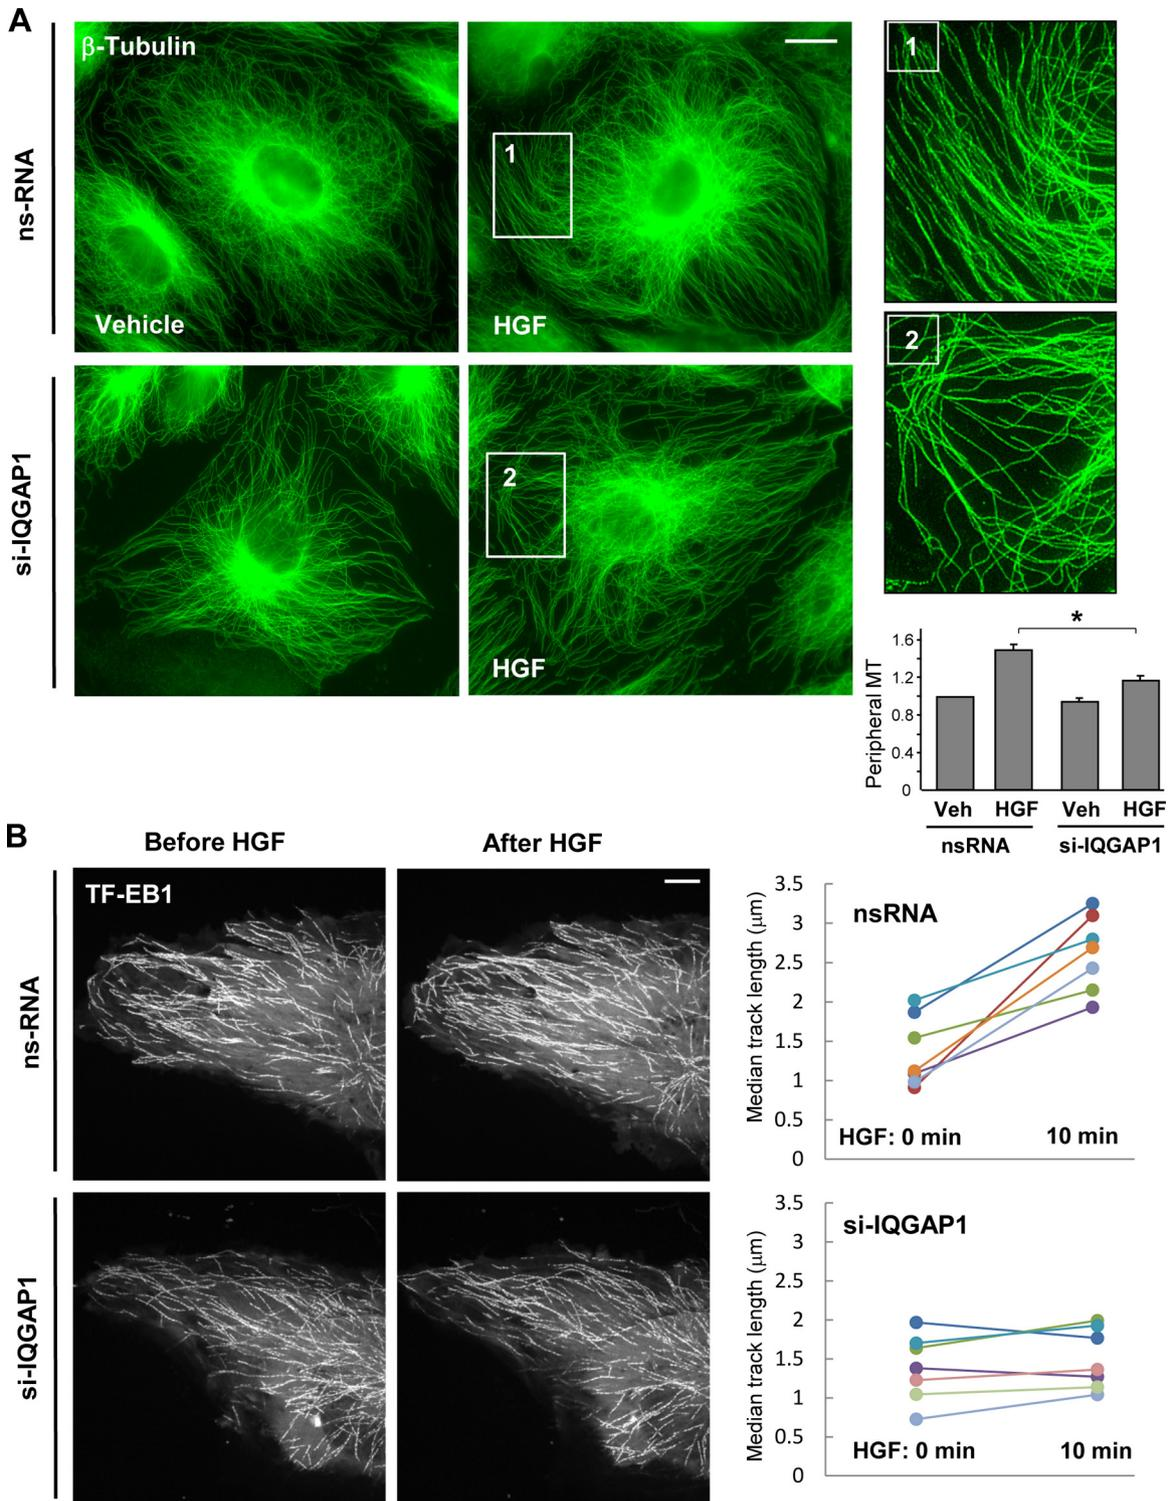 A
β-Tubulin
Vehicle
1
HGF
1
ns-RNA
si-IQGAP1
2
HGF
2
*
Peripheral MT
1.6
1.2
0.8
0.4
0
Veh HGF Veh HGF
nsRNA si-IQGAP1
B
Before HGF After HGF
TF-EB1
ns-RNA
si-IQGAP1
nsRNA
Median track length (μm)
3.5
3
2.5
2
1.5
1
0.5
0
HGF: 0 min 10 min
si-IQGAP1
Median track length (μm)
3.5
3
2.5
2
1.5
1
0.5
0
HGF: 0 min 10 min